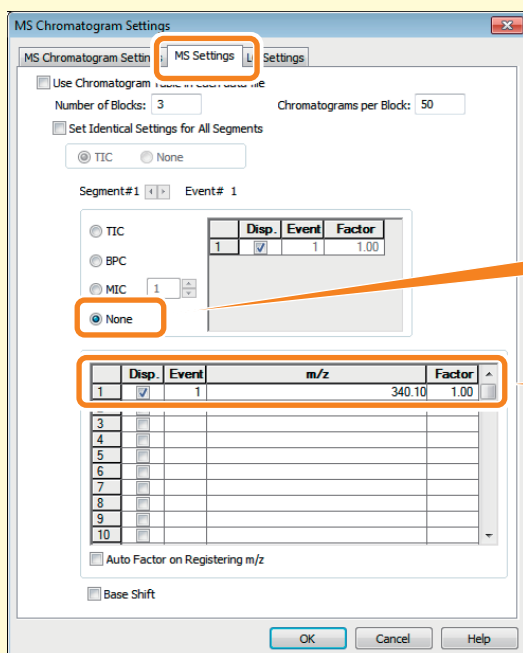 MS Chromatogram Settings
MS Chromatogram Settin MS Settings Settings
Use Chromatogram Table in each data file
Number of Blocks: 3 Chromatograms per Block: 50
Set Identical Settings for All Segments
TIC None
Segment#1 Event# 1
TIC
BPC
MIC 1
None
Disp. Event Factor
1 1 1.00
Disp. Event m/z Factor
1 1 340.10 1.00
3
4
5
6
7
8
9
10
Auto Factor on Registering m/z
Base Shift
OK Cancel Help